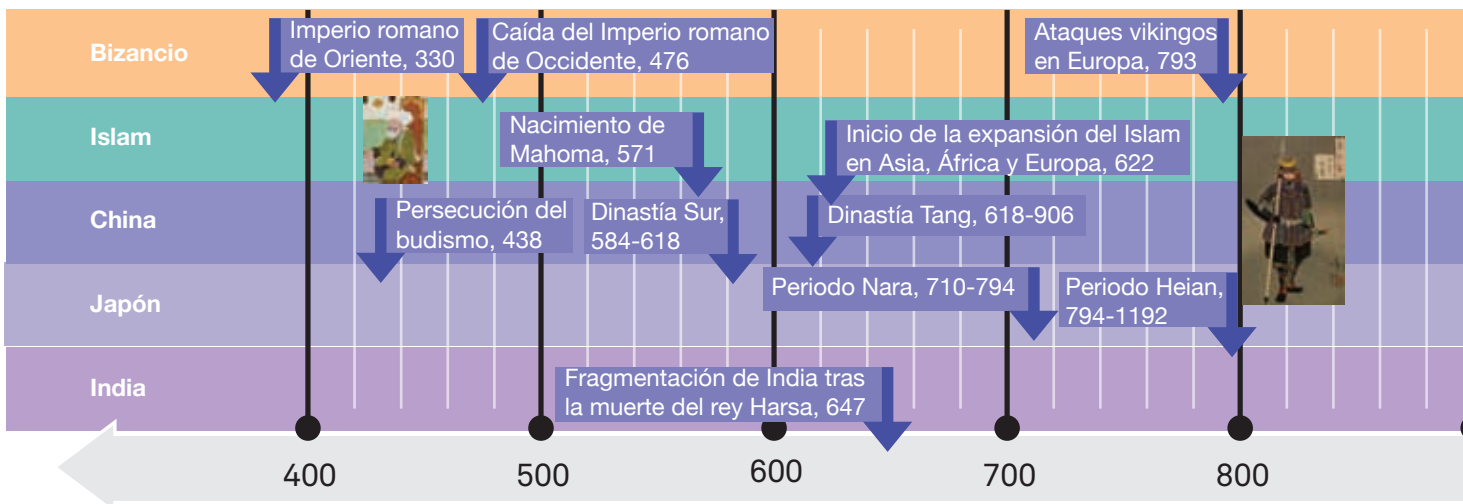 Bizancio
Imperio romano
de Oriente, 330
Caída del Imperio romano
de Occidente, 476
Ataques vikingos
en Europa, 793
Islam
Nacimiento de
Mahoma, 571
Inicio de la expansión del Islam
en Asia, África y Europa, 622
China
Persecución del
budismo, 438
Dinastía Sur,
584-618
Dinastía Tang, 618-906
Japón
Periodo Nara, 710-794
Periodo Heian,
794-1192
India
Fragmentación de India tras
la muerte del rey Harsa, 647
400
500
600
700
800